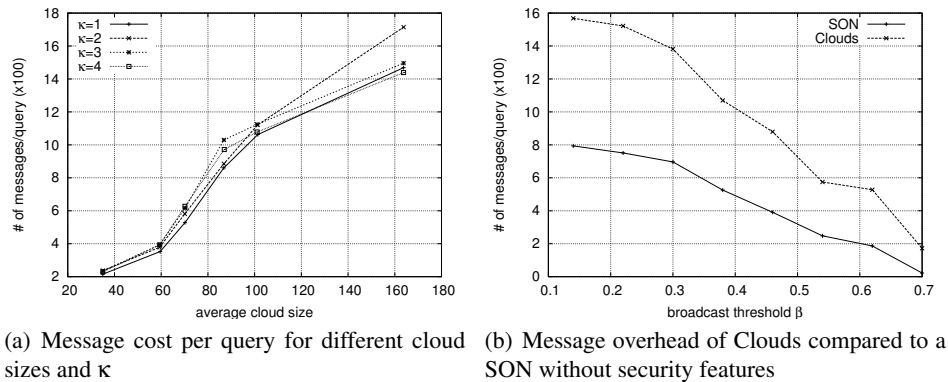 18
16
14
12
10
8
6
4
2
# of messages/query (x100)
κ=1
κ=2
κ=3
κ=4
20 40 60 80 100 120 140 160 180
average cloud size
(a) Message cost per query for different cloud
sizes and κ
18
16
14
12
10
8
6
4
2
0
# of messages/query (x100)
SON
Clouds
0.1 0.2 0.3 0.4 0.5 0.6 0.7
broadcast threshold β
(b) Message overhead of Clouds compared to a
SON without security features